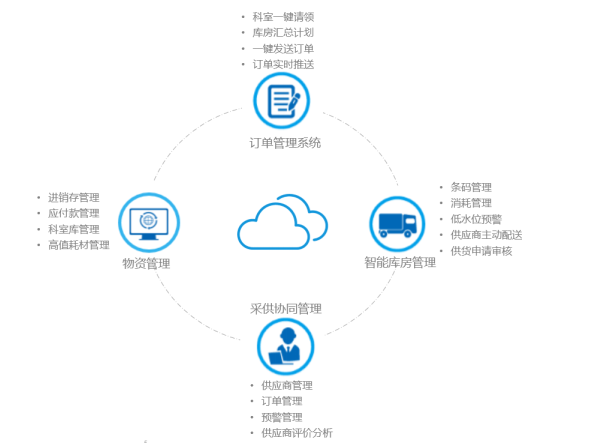 • 科室一键请领
• 库房汇总计划
• 一键发送订单
• 订单实时推送
订单管理系统
• 进销存管理
• 应付款管理
• 科室库管理
• 高值耗材管理
物资管理
• 条码管理
• 消耗管理
• 低水位预警
• 供应商主动配送
• 供货申请审核
智能库房管理
采供协同管理
• 供应商管理
• 订单管理
• 预警管理
• 供应商评价分析